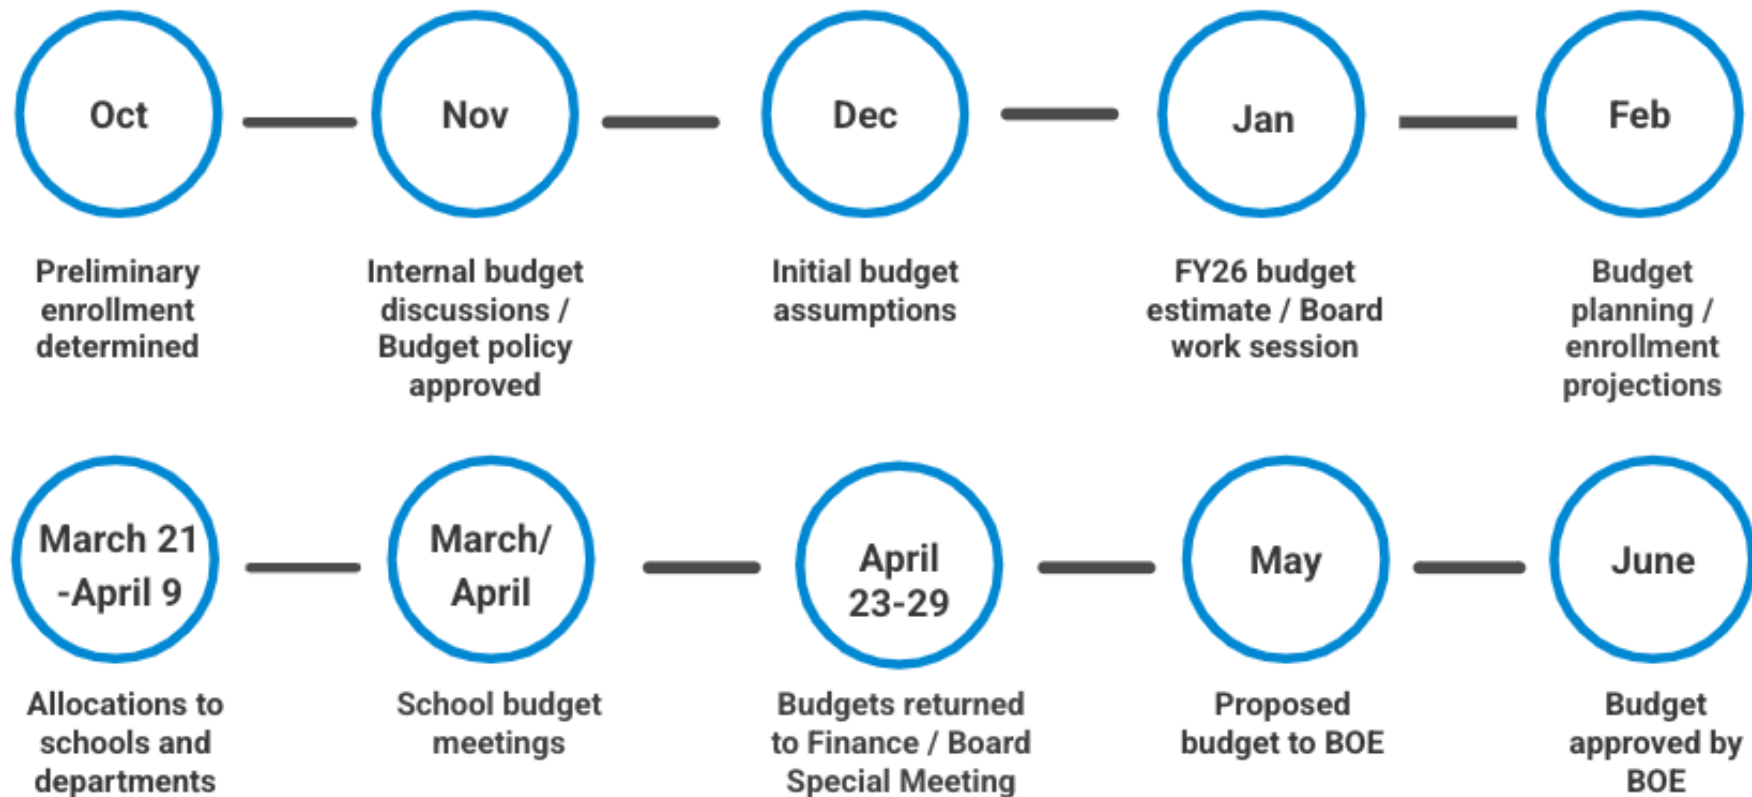 Oct
Nov
Dec
Jan
Feb
Preliminary
enrollment
determined
Internal budget
discussions /
Budget policy
approved
Initial budget
assumptions
FY26 budget
estimate / Board
work session
Budget
planning /
enrollment
projections
March 21
-April 9
March/
April
April
23-29
May
June
Allocations to
schools and
departments
School budget
meetings
Budgets returned
to Finance / Board
Special Meeting
Proposed
budget to BOE
Budget
approved by
BOE